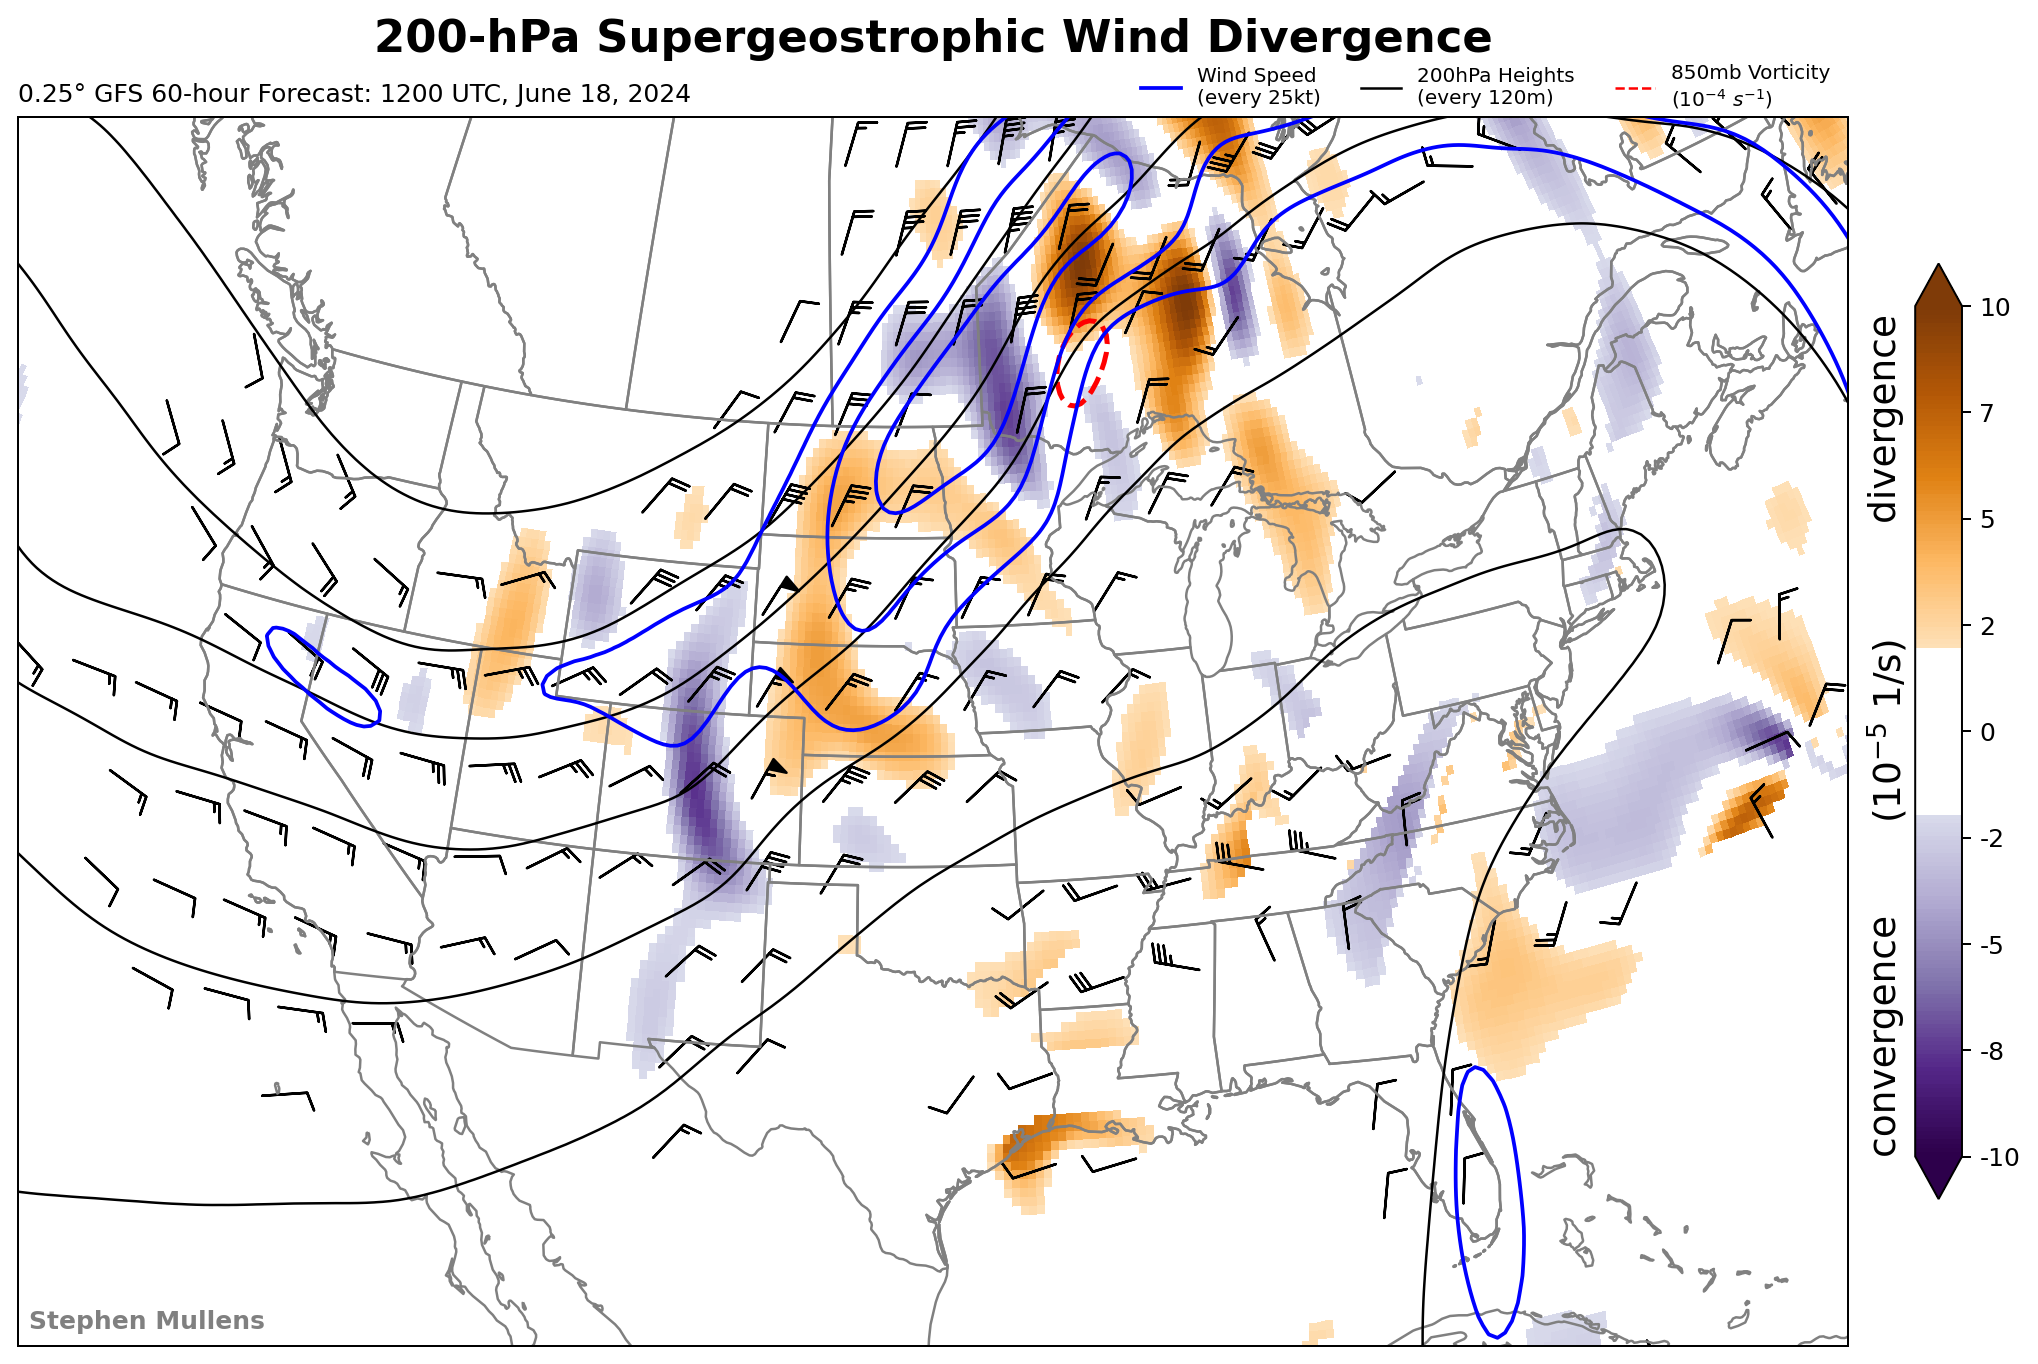 200-hPa Supergeostrophic Wind Divergence
0.25° GFS 60-hour Forecast: 1200 UTC, June 18, 2024
Wind Speed
(every 25kt)
200hPa Heights
(every 120m)
850mb Vorticity
(10⁻⁴ s⁻¹)
10
7
5
2
0
-2
-5
-8
-10
convergence (10⁻⁵ 1/s) divergence
Stephen Mullens